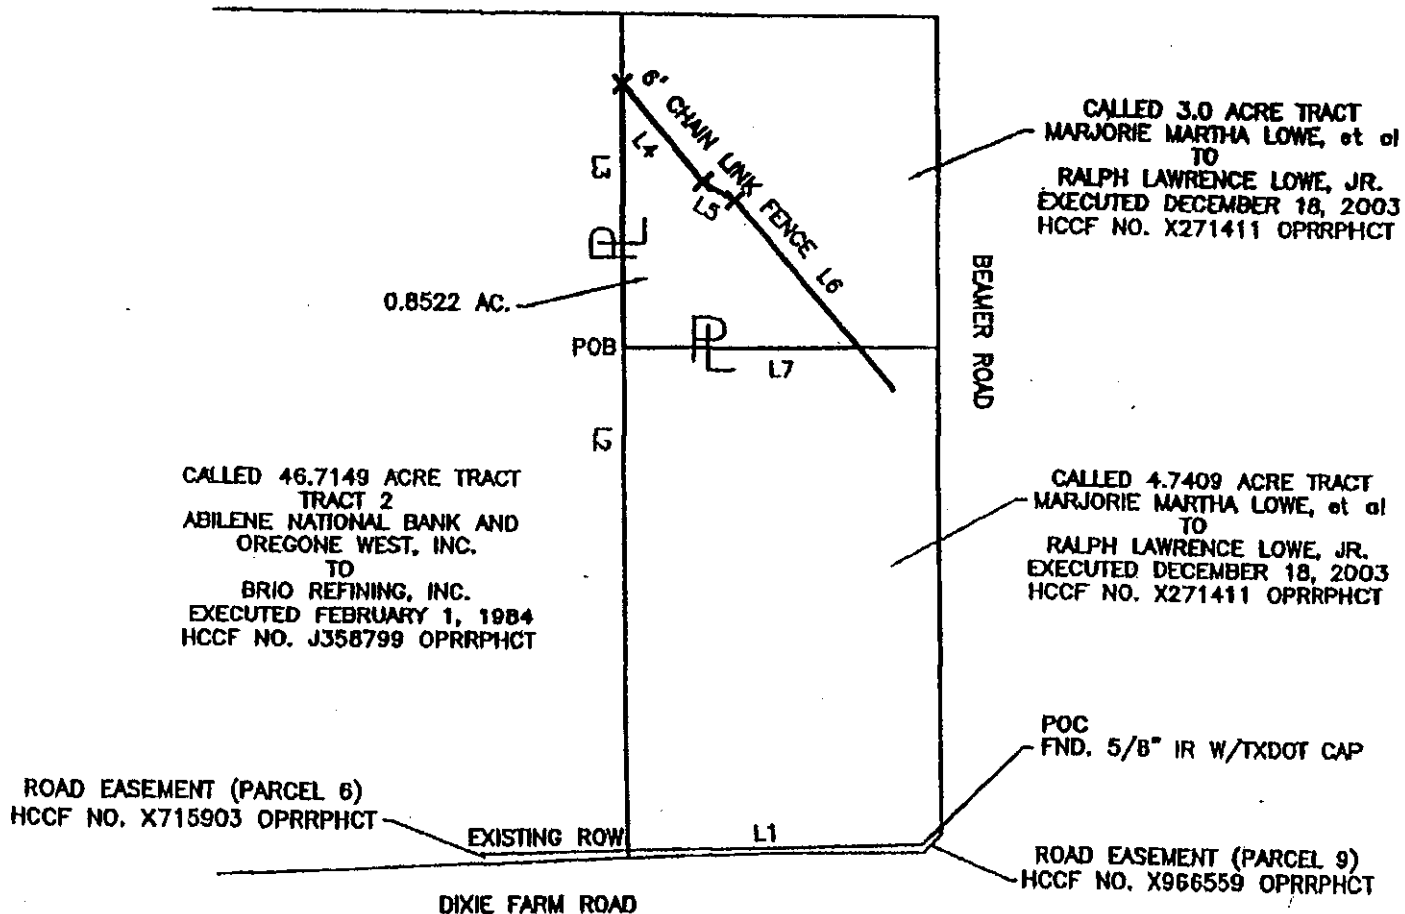 6' CHAIN LINK FENCE L6
L4
L3
L5
CALLED 3.0 ACRE TRACT
MARJORIE MARTHA LOWE, et al
TO
RALPH LAWRENCE LOWE, JR.
EXECUTED DECEMBER 18, 2003
HCCF NO. X271411 OPRRPHCT
PL
0.8522 AC.
BEAMER ROAD
POB
PL
L7
L2
CALLED 46.7149 ACRE TRACT
TRACT 2
ABILENE NATIONAL BANK AND
OREGONE WEST, INC.
TO
BRIO REFINING, INC.
EXECUTED FEBRUARY 1, 1984
HCCF NO. J358799 OPRRPHCT
CALLED 4.7409 ACRE TRACT
MARJORIE MARTHA LOWE, et al
TO
RALPH LAWRENCE LOWE, JR.
EXECUTED DECEMBER 18, 2003
HCCF NO. X271411 OPRRPHCT
POC
FND. 5/8" IR W/TXDOT CAP
ROAD EASEMENT (PARCEL 6)
HCCF NO. X715903 OPRRPHCT
EXISTING ROW
L1
ROAD EASEMENT (PARCEL 9)
HCCF NO. X966559 OPRRPHCT
DIXIE FARM ROAD